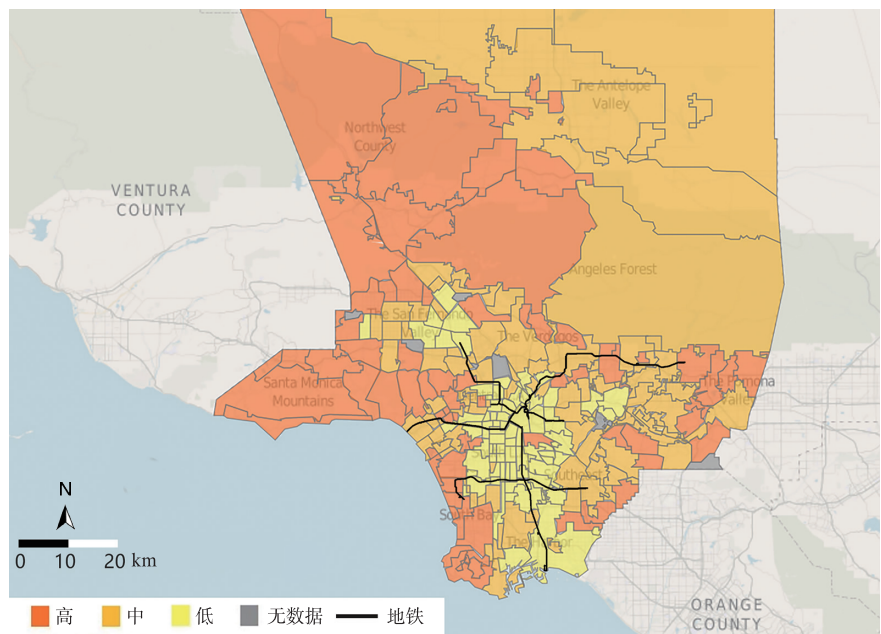 The Antelope
Valley
Northwest
County
VENTURA
COUNTY
Angeles Forest
The San Fernando
Valley
The Verdugos
Santa Monica
Mountains
The Pomona
Valley
Southeast
South Bay
The Harbor
N
0 10 20 km
ORANGE
COUNTY
高 中 低 无数据 地铁